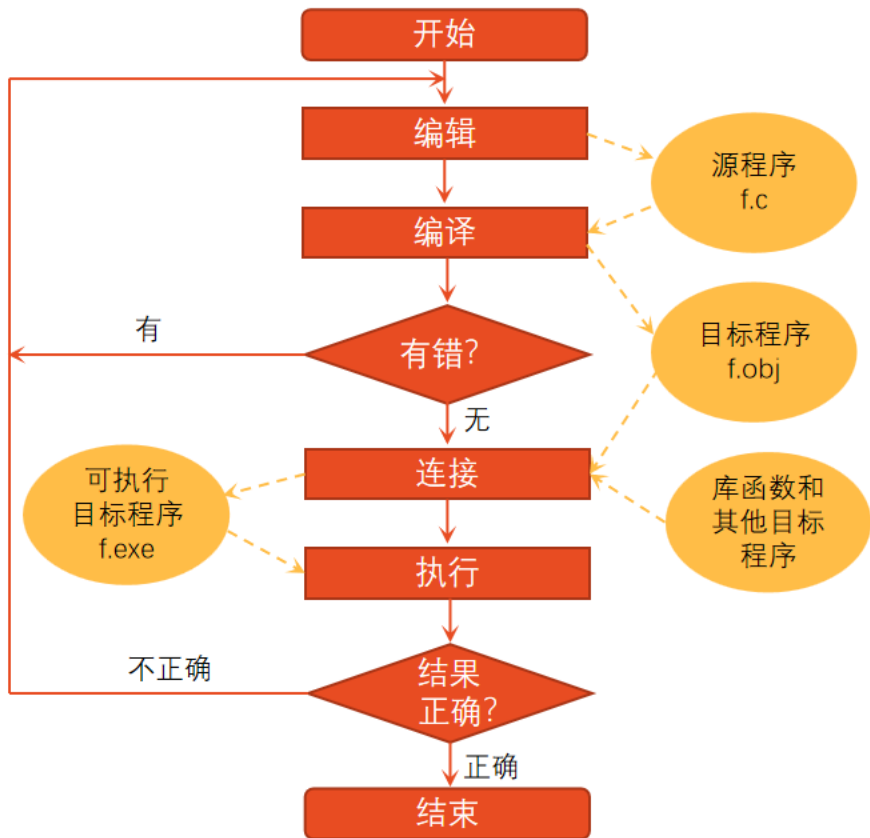 开始
编辑
源程序
f.c
编译
有
有错?
目标程序
f.obj
无
可执行
目标程序
f.exe
连接
库函数和
其他目标
程序
执行
不正确
结果
正确?
正确
结束